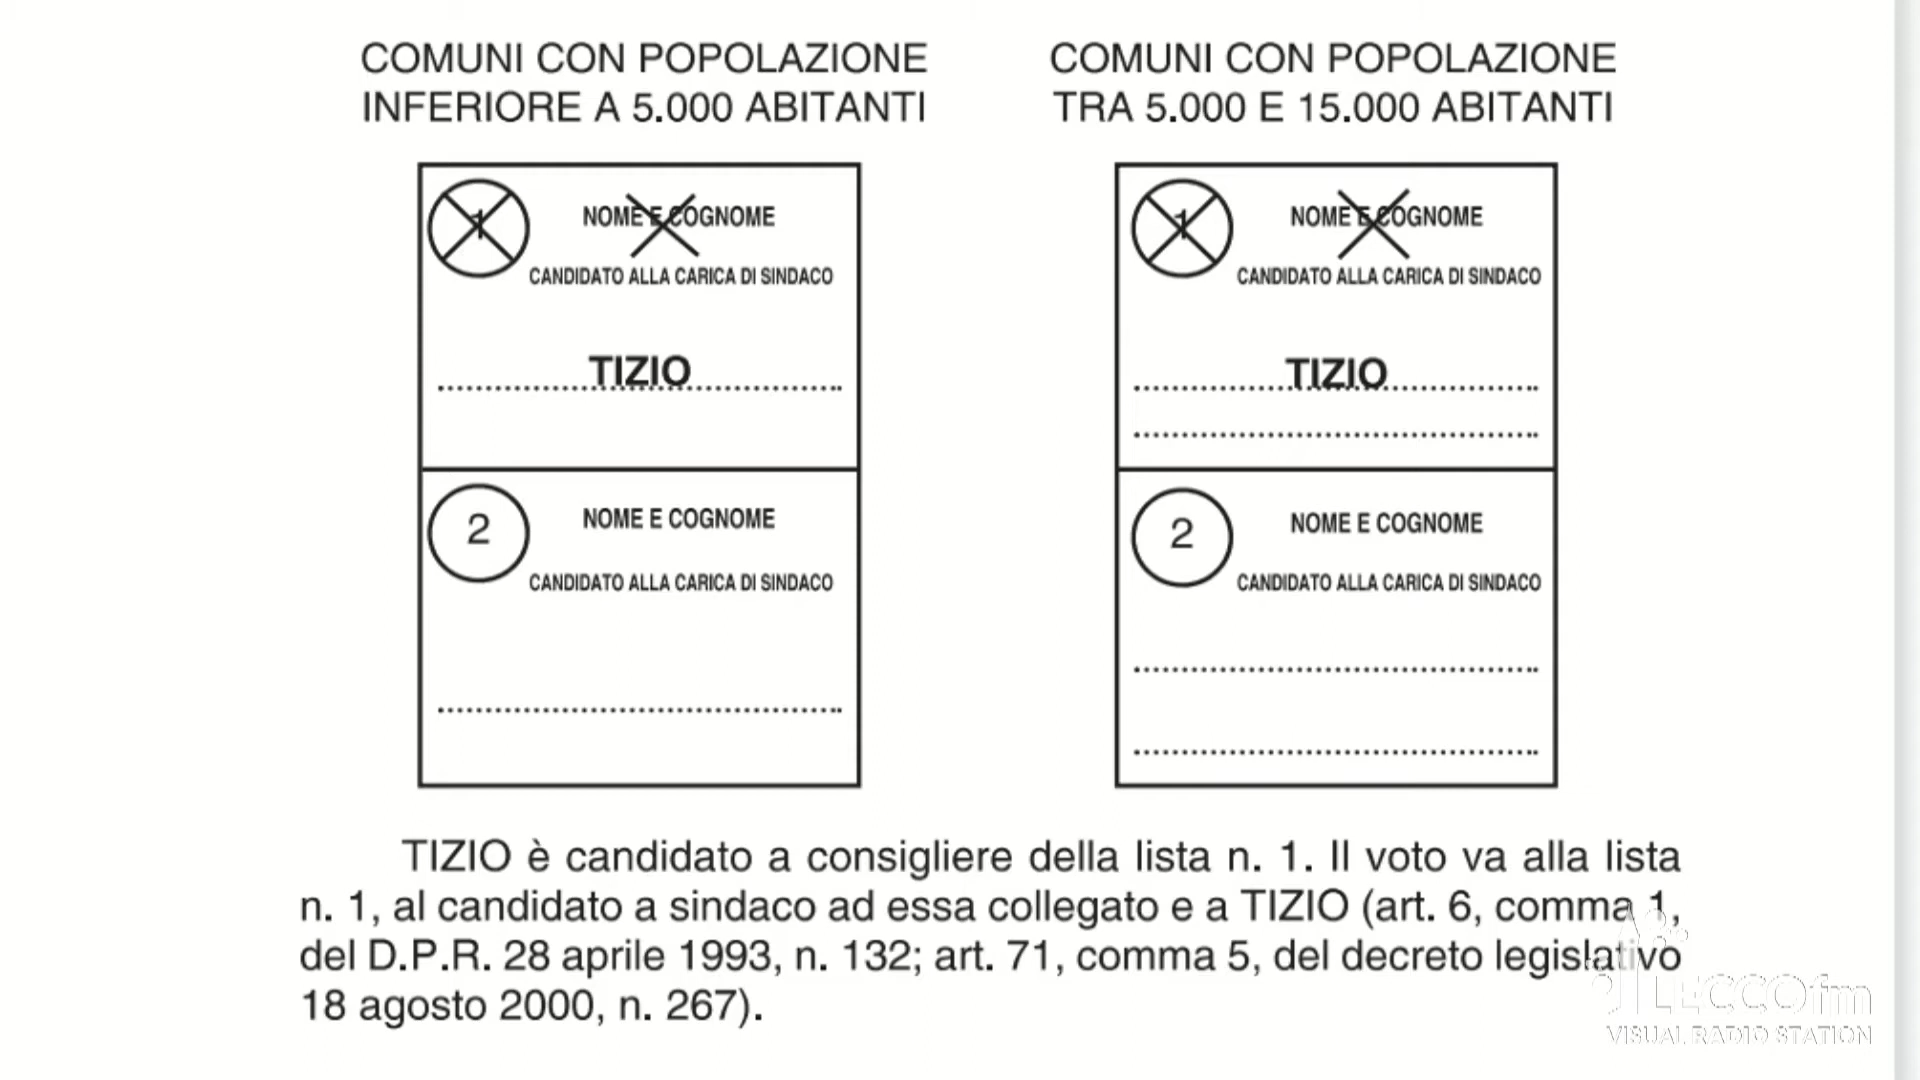 COMUNI CON POPOLAZIONE
INFERIORE A 5.000 ABITANTI
1
NOME E COGNOME
CANDIDATO ALLA CARICA DI SINDACO
TIZIO
2
NOME E COGNOME
CANDIDATO ALLA CARICA DI SINDACO
COMUNI CON POPOLAZIONE
TRA 5.000 E 15.000 ABITANTI
1
NOME E COGNOME
CANDIDATO ALLA CARICA DI SINDACO
TIZIO
2
NOME E COGNOME
CANDIDATO ALLA CARICA DI SINDACO
TIZIO è candidato a consigliere della lista n. 1. Il voto va alla lista
n. 1, al candidato a sindaco ad essa collegato e a TIZIO (art. 6, comma 1,
del D.P.R. 28 aprile 1993, n. 132; art. 71, comma 5, del decreto legislativo
18 agosto 2000, n. 267).
LECCOfm
VISUAL RADIO STATION